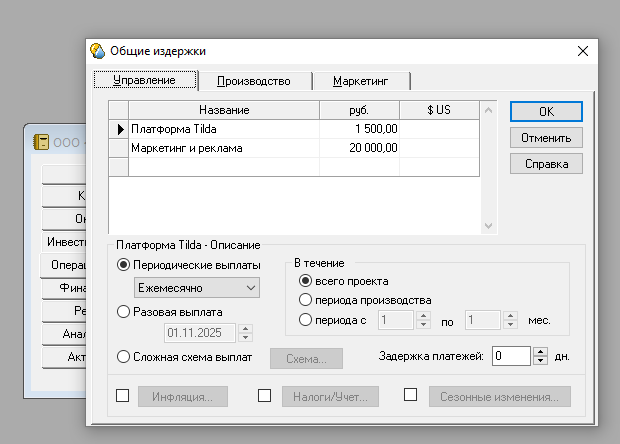 Общие издержки
Управление
Производство
Маркетинг
Название руб. $ US
Платформа Tilda 1 500,00
Маркетинг и реклама 20 000,00
OK
Отменить
Справка
ООО -
К
Ок
Инвест
Опера
Фина
Ре
Анал
Акт
Платформа Tilda - Описание
Периодические выплаты
Ежемесячно
Разовая выплата
01.11.2025
Сложная схема выплат
Схема...
В течение
всего проекта
периода производства
периода с 1 по 1 мес.
Задержка платежей: 0 дн.
Инфляция...
Налоги/Учет...
Сезонные изменения...